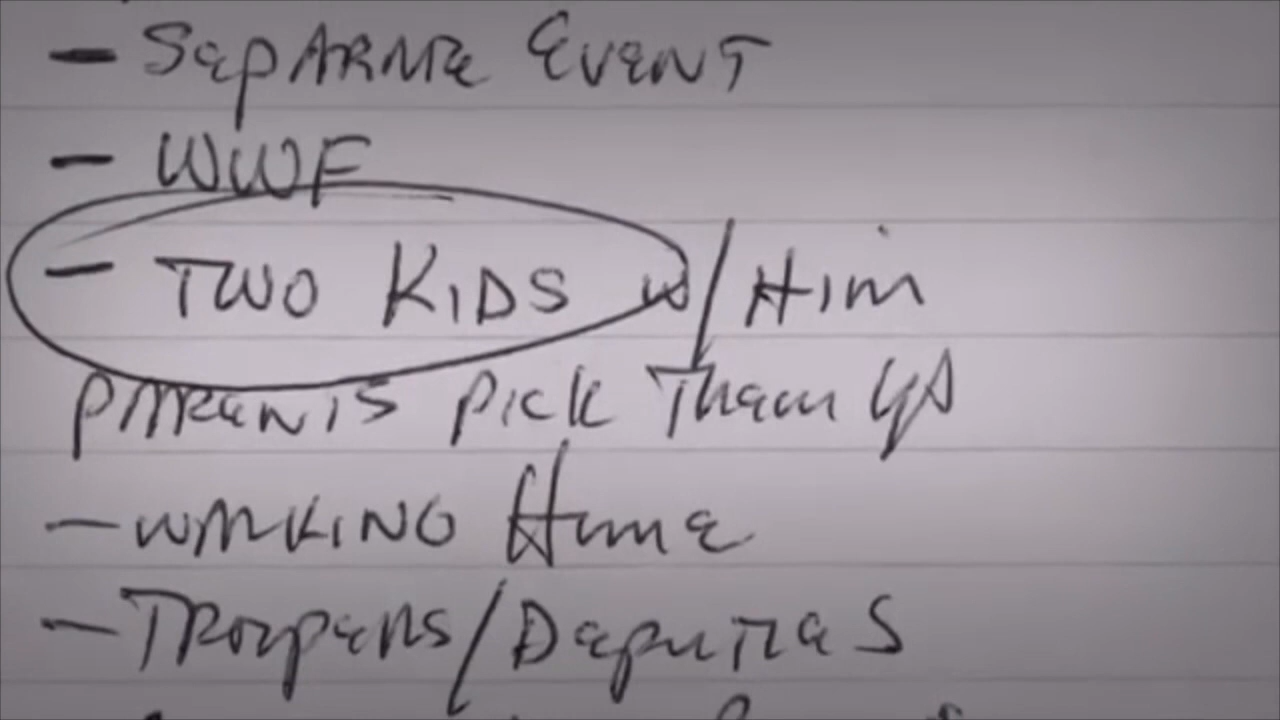 - SEPARATE EVENT
- WWF
- TWO KIDS w/ Him
PARENTS Pick Them UP
- WALKING Home
- TROOPERS/DEPUTIES